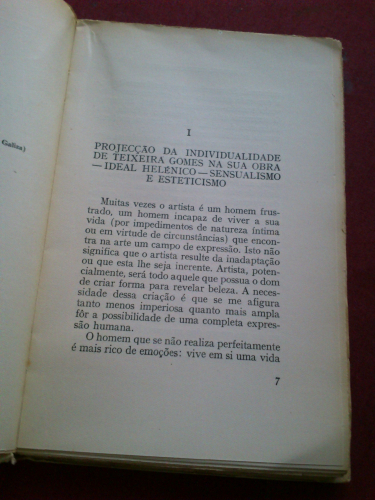 Galiza)
I
PROJECÇÃO DA INDIVIDUALIDADE
DE TEIXEIRA GOMES NA SUA OBRA
— IDEAL HELÉNICO — SENSUALISMO
E ESTETICISMO
Muitas vezes o artista é um homem frus-
trado, um homem incapaz de viver a sua
vida (por impedimentos de natureza íntima
ou em virtude de circunstâncias) que encon-
tra na arte um campo de expressão. Isto não
significa que o artista resulte da inadaptação
ou que esta lhe seja inerente. Artista, poten-
cialmente, será todo aquele que possua o dom
de criar forma para revelar beleza. A neces-
sidade dessa criação é que se me afigura
tanto menos imperiosa quanto mais ampla
fôr a possibilidade de uma completa expres-
são humana.
O homem que se não realiza perfeitamente
é mais rico de emoções: vive em si uma vida
7